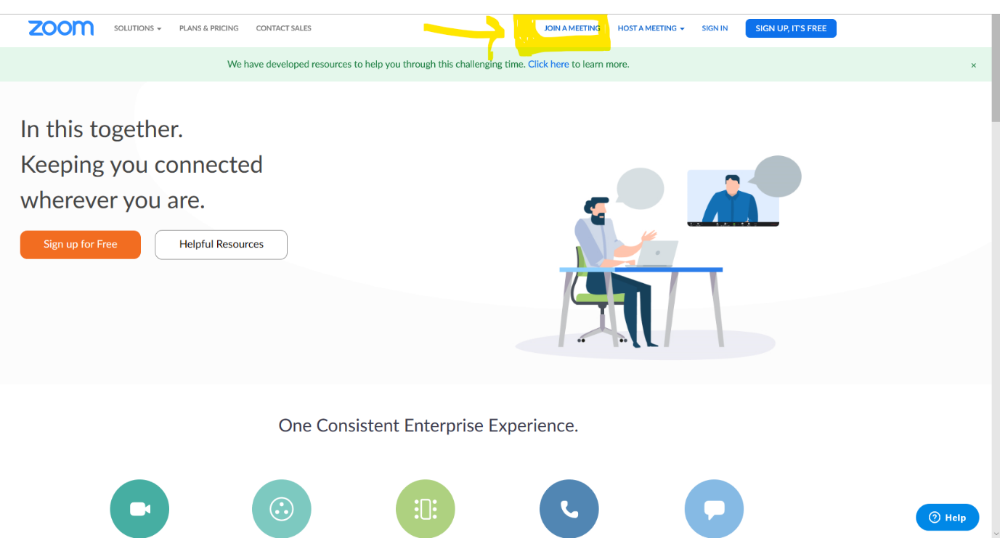 zoom
SOLUTIONS
PLANS & PRICING
CONTACT SALES
JOIN A MEETING
HOST A MEETING
SIGN IN
SIGN UP, IT'S FREE
We have developed resources to help you through this challenging time. Click here to learn more.
×
In this together.
Keeping you connected
wherever you are.
Sign up for Free
Helpful Resources
One Consistent Enterprise Experience.
Help